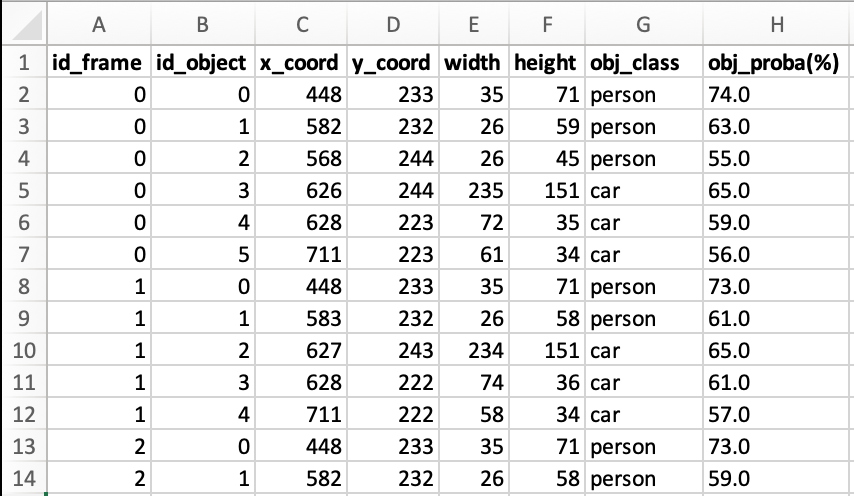 A B C D E F G H
1 id_frame id_object x_coord y_coord width height obj_class obj_proba(%)
2 0 0 448 233 35 71 person 74.0
3 0 1 582 232 26 59 person 63.0
4 0 2 568 244 26 45 person 55.0
5 0 3 626 244 235 151 car 65.0
6 0 4 628 223 72 35 car 59.0
7 0 5 711 223 61 34 car 56.0
8 1 0 448 233 35 71 person 73.0
9 1 1 583 232 26 58 person 61.0
10 1 2 627 243 234 151 car 65.0
11 1 3 628 222 74 36 car 61.0
12 1 4 711 222 58 34 car 57.0
13 2 0 448 233 35 71 person 73.0
14 2 1 582 232 26 58 person 59.0